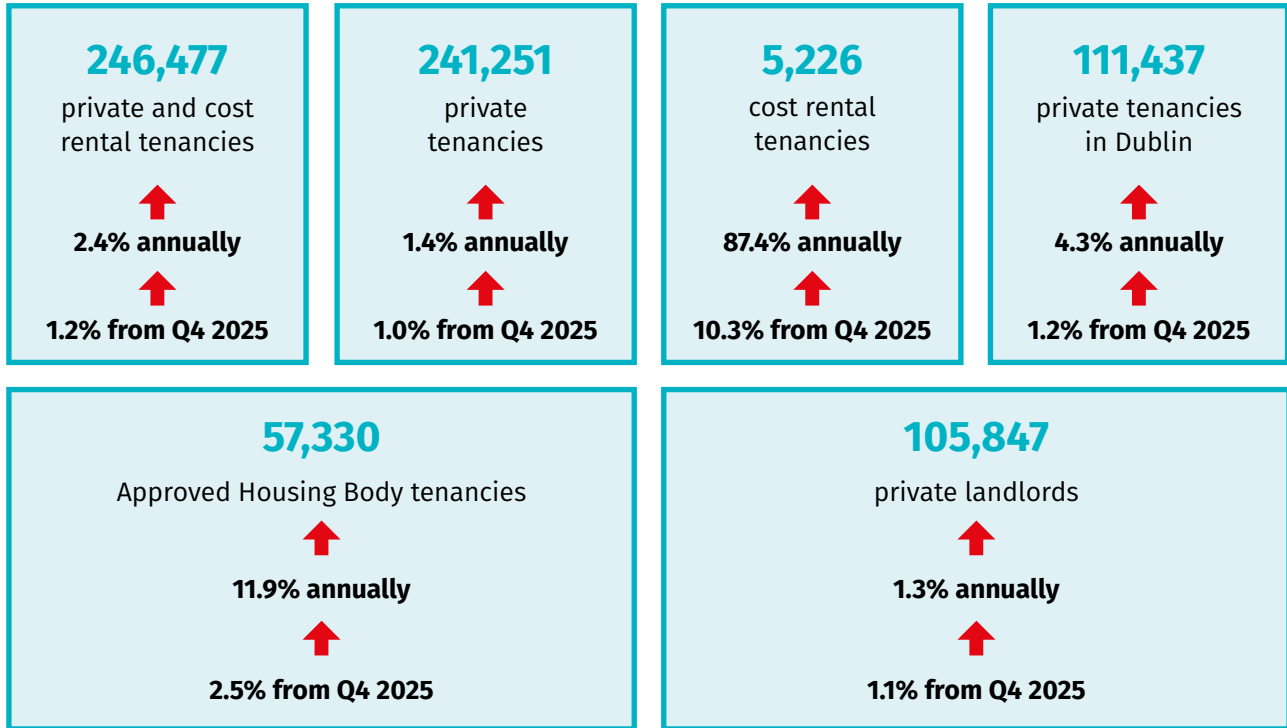 246,477
private and cost
rental tenancies
2.4% annually
1.2% from Q4 2025
241,251
private
tenancies
1.4% annually
1.0% from Q4 2025
5,226
cost rental
tenancies
87.4% annually
10.3% from Q4 2025
111,437
private tenancies
in Dublin
4.3% annually
1.2% from Q4 2025
57,330
Approved Housing Body tenancies
11.9% annually
2.5% from Q4 2025
105,847
private landlords
1.3% annually
1.1% from Q4 2025